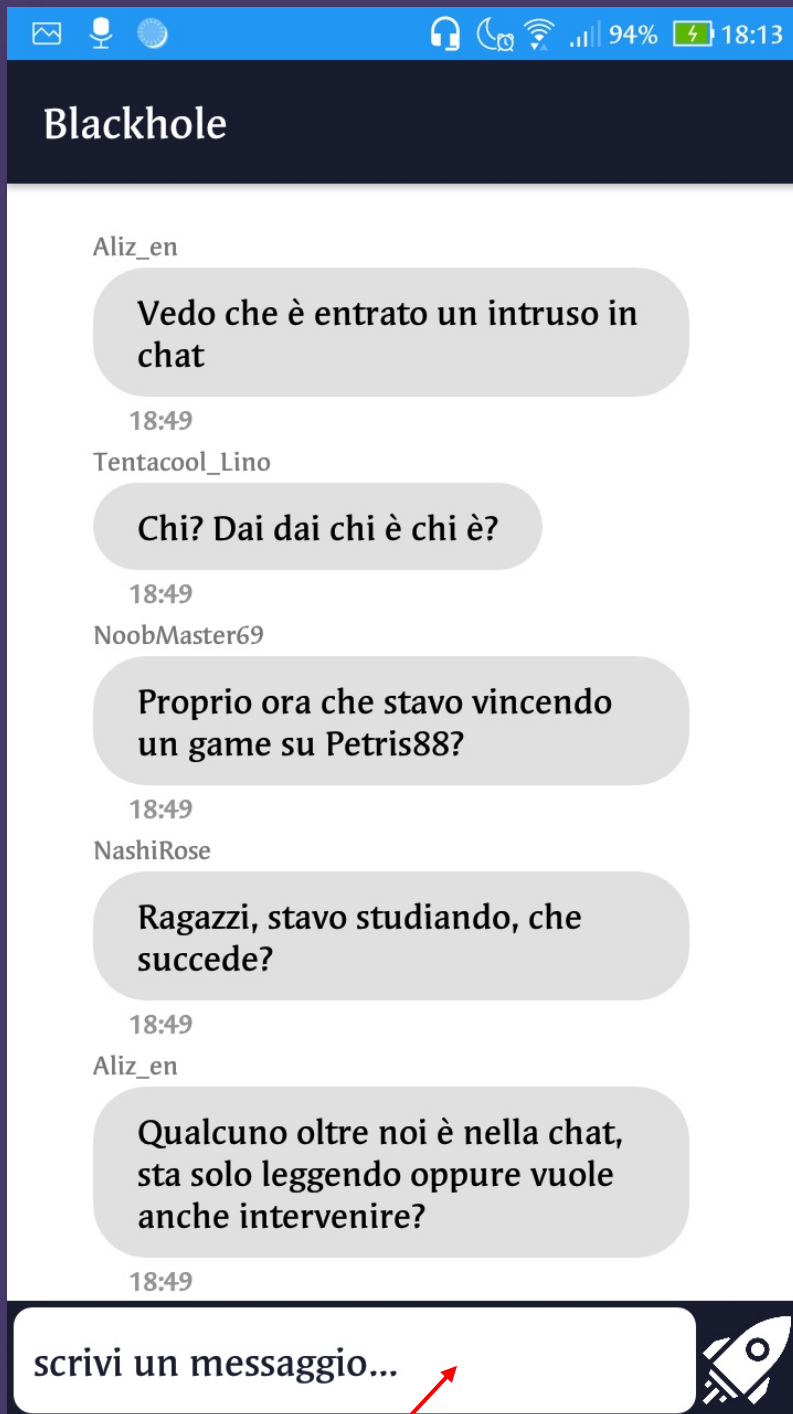 94% 18:13
Blackhole
Aliz_en
Vedo che è entrato un intruso in
chat
18:49
Tentacool_Lino
Chi? Dai dai chi è chi è?
18:49
NoobMaster69
Proprio ora che stavo vincendo
un game su Petris88?
18:49
NashiRose
Ragazzi, stavo studiando, che
succede?
18:49
Aliz_en
Qualcuno oltre noi è nella chat,
sta solo leggendo oppure vuole
anche intervenire?
18:49
scrivi un messaggio...